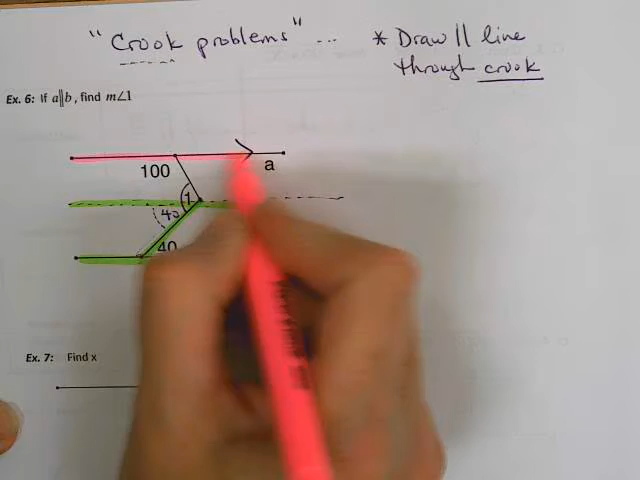 "Crook problems" ... * Draw || line
through crook
Ex. 6: If a||b, find m∠1
100
a
1
40
40
Ex. 7: Find x